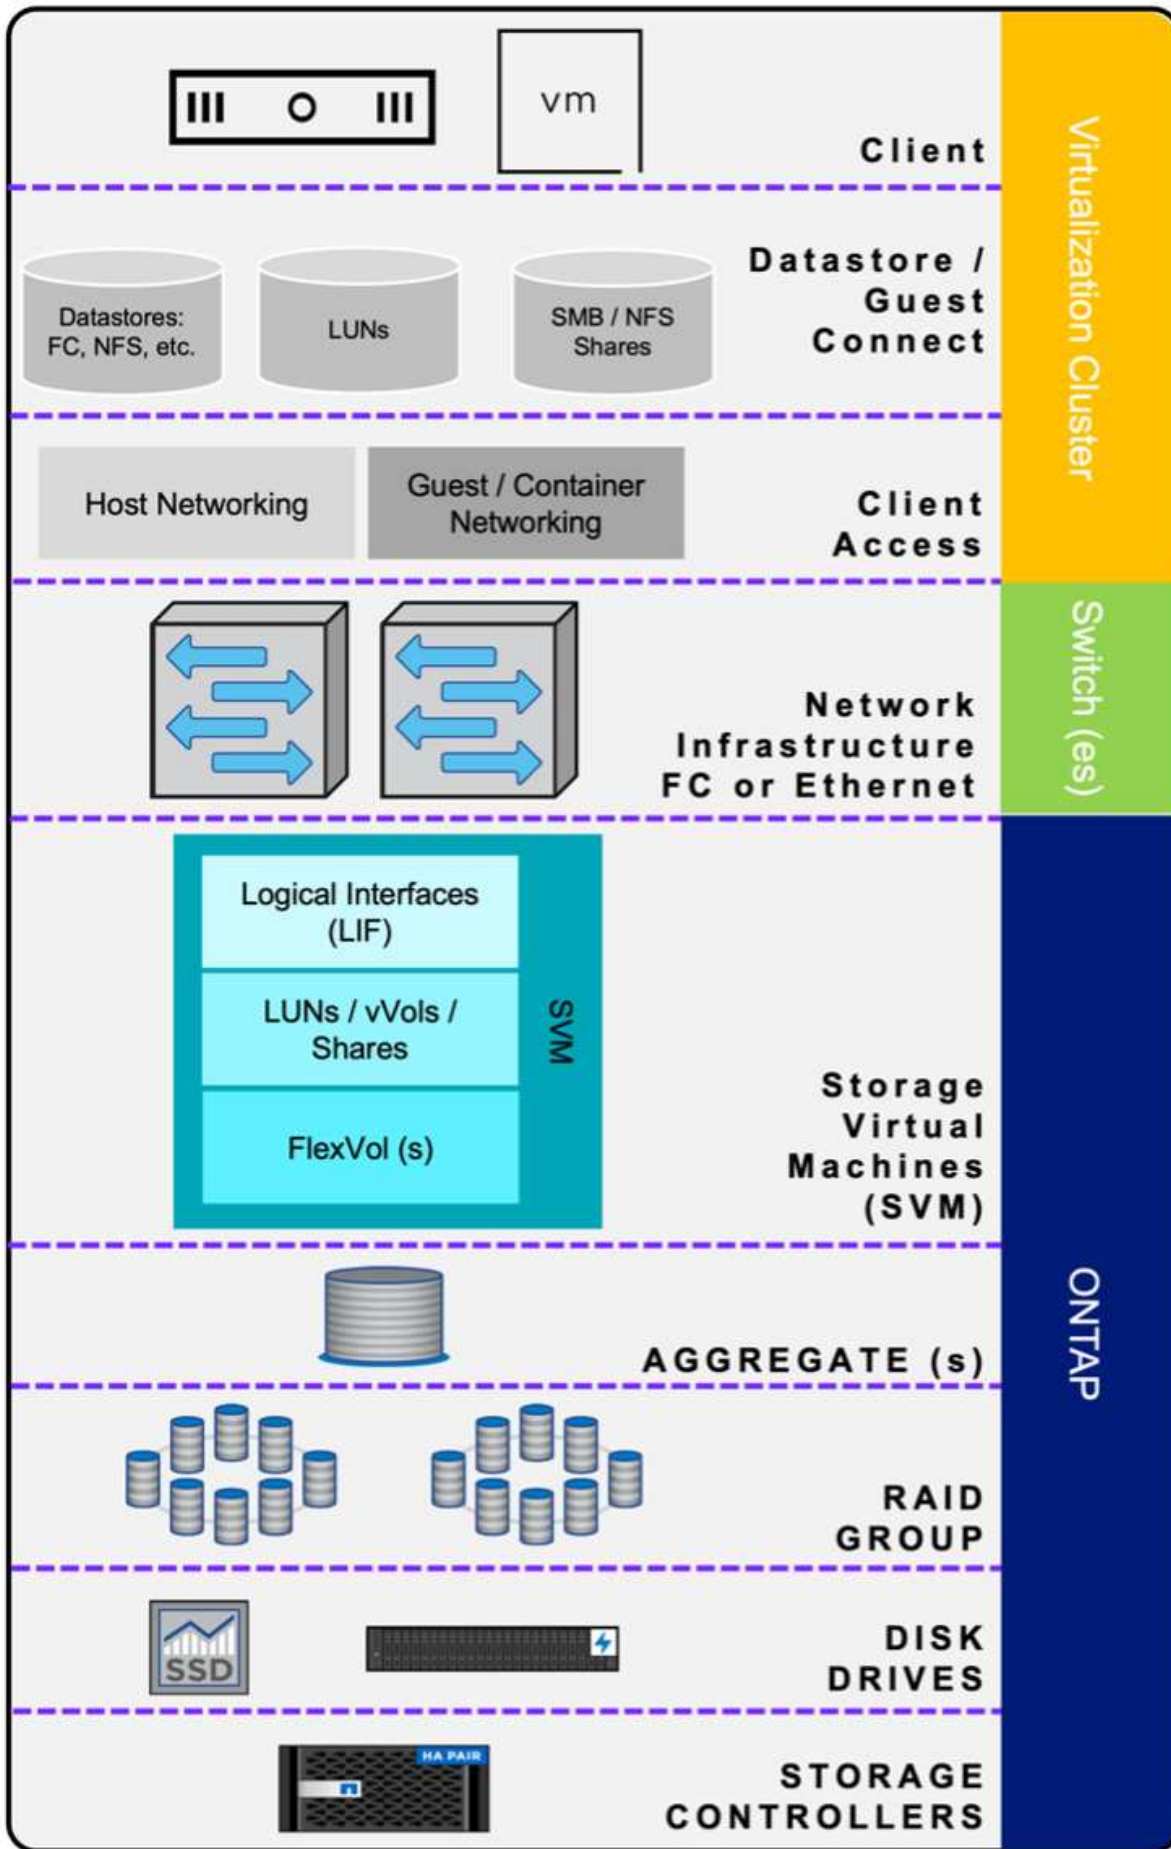 vm
Client
Virtualization Cluster
Datastores:
FC, NFS, etc.
LUNs
SMB / NFS
Shares
Datastore /
Guest
Connect
Host Networking
Guest / Container
Networking
Client
Access
Switch (es)
Network
Infrastructure
FC or Ethernet
Logical Interfaces
(LIF)
LUNs / vVols /
Shares
FlexVol (s)
SVM
Storage
Virtual
Machines
(SVM)
ONTAP
AGGREGATE (s)
RAID
GROUP
SSD
DISK
DRIVES
HA PAIR
STORAGE
CONTROLLERS